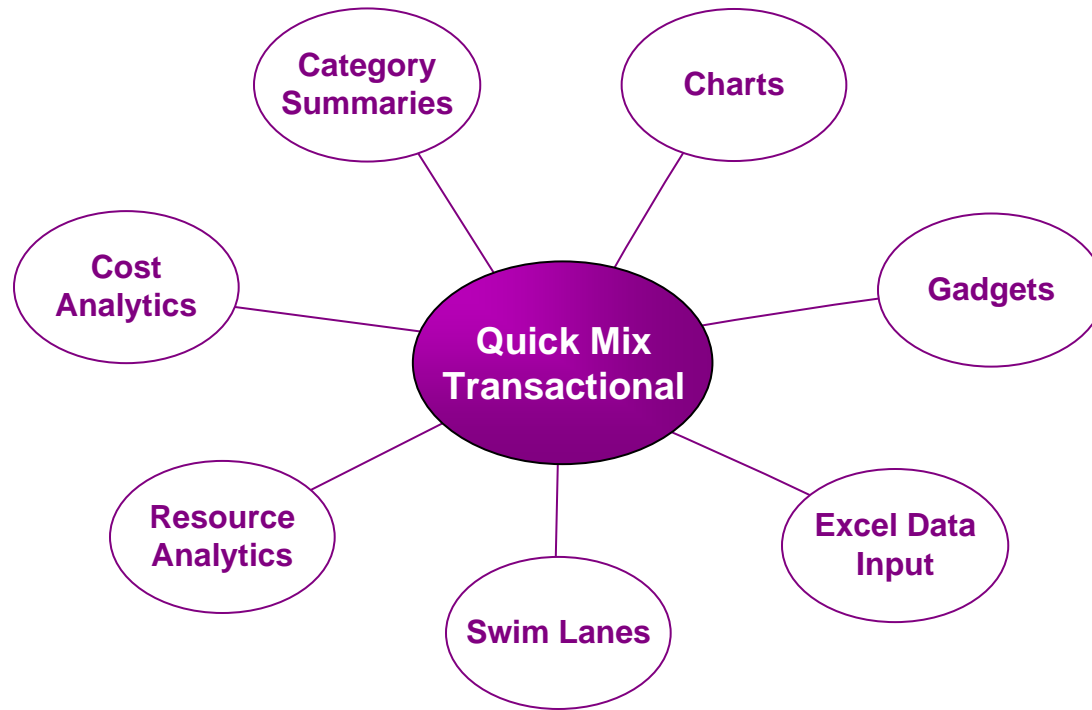 Category
Summaries
Charts
Cost
Analytics
Gadgets
Quick Mix
Transactional
Resource
Analytics
Excel Data
Input
Swim Lanes